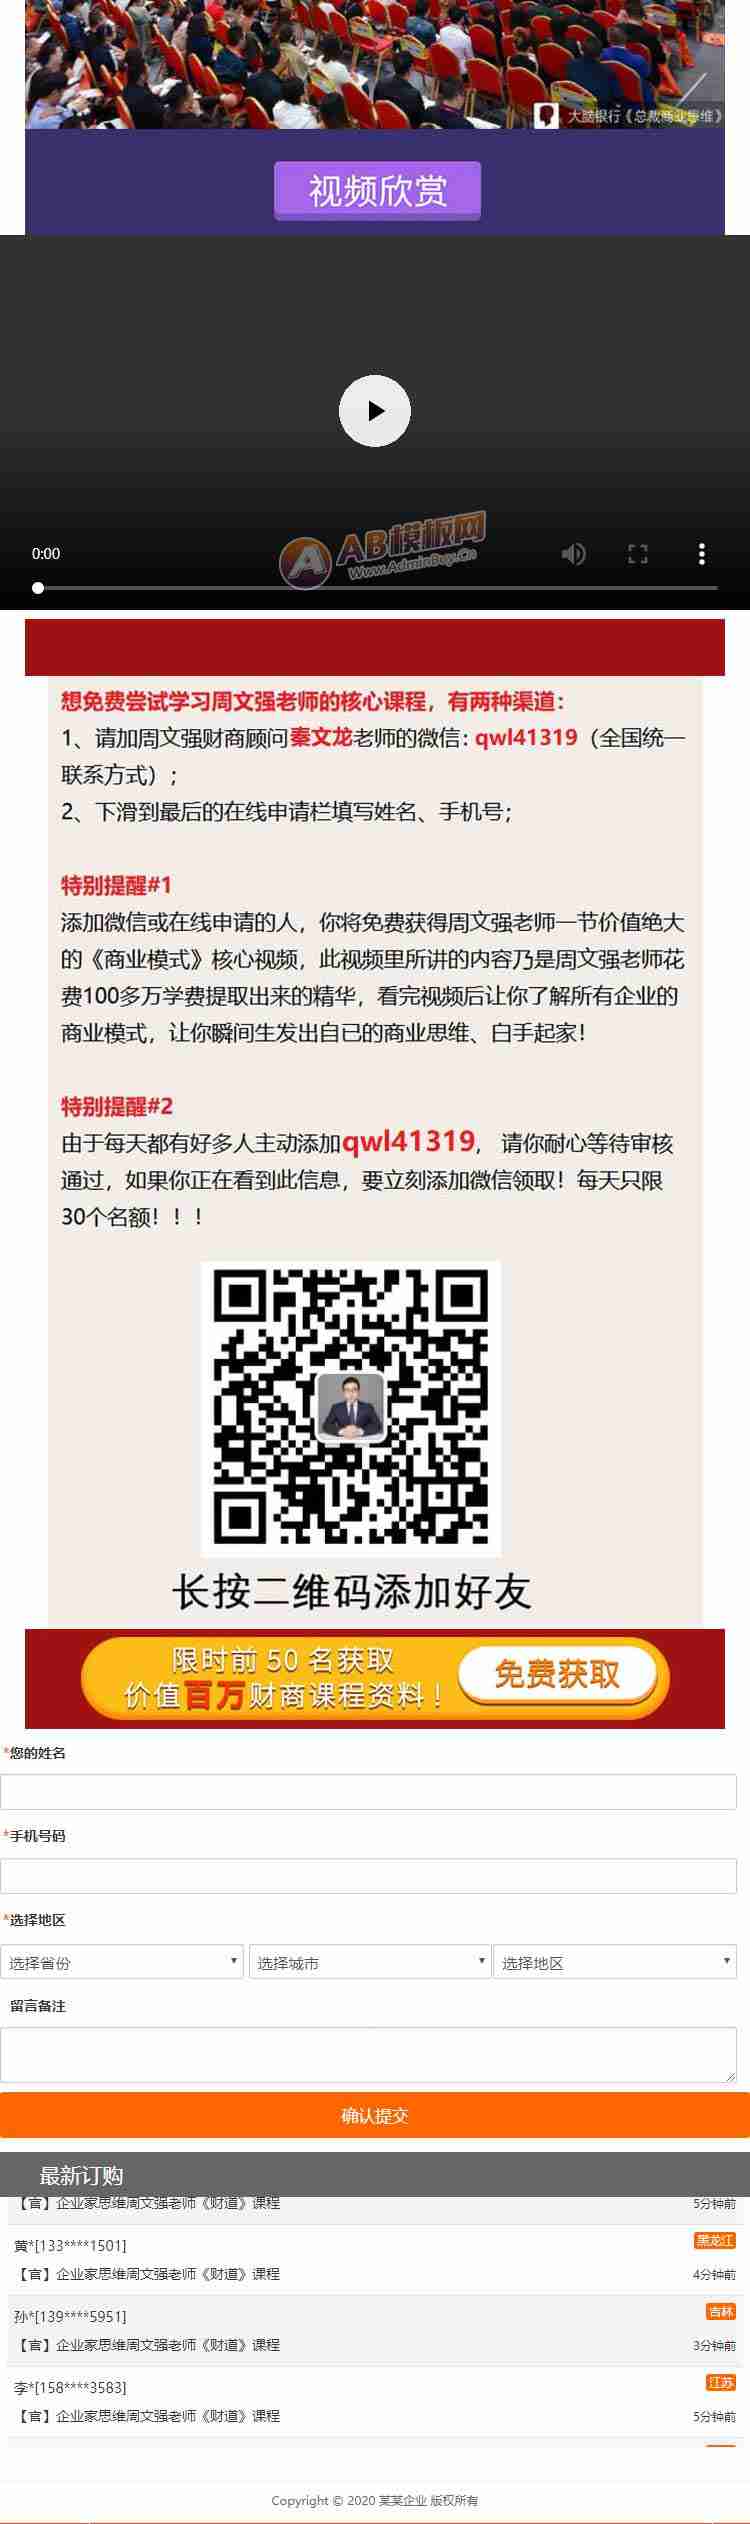 大脑银行《总裁商业思维》
视频欣赏
0:00
AB模板网
Www.AdminBuy.Cn
想免费尝试学习周文强老师的核心课程，有两种渠道：
1、请加周文强财商顾问秦文龙老师的微信：qwl41319（全国统一
联系方式）；
2、下滑到最后的在线申请栏填写姓名、手机号；
特别提醒#1
添加微信或在线申请的人，你将免费获得周文强老师一节价值绝大
的《商业模式》核心视频，此视频里所讲的内容乃是周文强老师花
费100多万学费提取出来的精华，看完视频后让你了解所有企业的
商业模式，让你瞬间生发出自已的商业思维、白手起家！
特别提醒#2
由于每天都有好多人主动添加qwl41319， 请你耐心等待审核
通过，如果你正在看到此信息，要立刻添加微信领取！每天只限
30个名额！！！
长按二维码添加好友
限时前 50 名获取
价值百万财商课程资料！
免费获取
*您的姓名
*手机号码
*选择地区
选择省份 选择城市 选择地区
留言备注
确认提交
最新订购
【官】企业家思维周文强老师《财道》课程 5分钟前
黄*[133****1501] 黑龙江
【官】企业家思维周文强老师《财道》课程 4分钟前
孙*[139****5951] 吉林
【官】企业家思维周文强老师《财道》课程 3分钟前
李*[158****3583] 江苏
【官】企业家思维周文强老师《财道》课程 5分钟前
Copyright © 2020 某某企业 版权所有